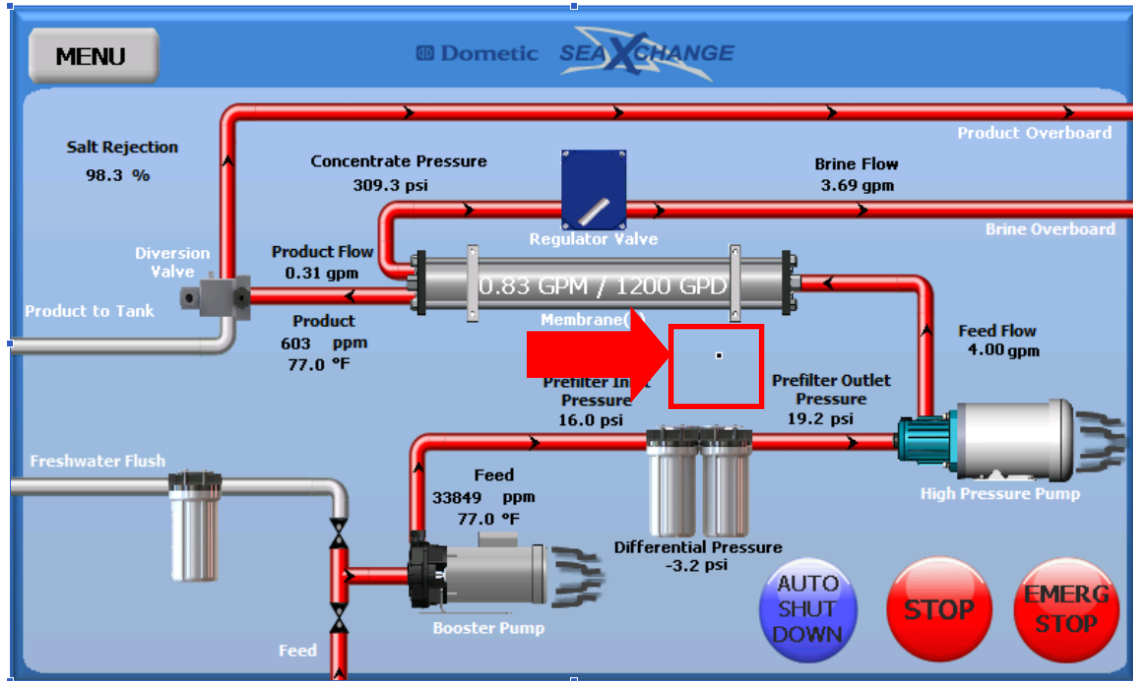 MENU
Dometic SEAXCHANGE
Product Overboard
Salt Rejection
98.3 %
Concentrate Pressure
309.3 psi
Brine Flow
3.69 gpm
Brine Overboard
Regulator Valve
Diversion
Valve
Product Flow
0.31 gpm
0.83 GPM / 1200 GPD
Product to Tank
Membrane(
Product
603 ppm
77.0 °F
Feed Flow
4.00 gpm
Prefilter
Pressure
16.0 psi
Prefilter Outlet
Pressure
19.2 psi
Freshwater Flush
Feed
33849 ppm
77.0 °F
High Pressure Pump
Differential Pressure
-3.2 psi
Booster Pump
Feed
AUTO
SHUT
DOWN
STOP
EMERG
STOP